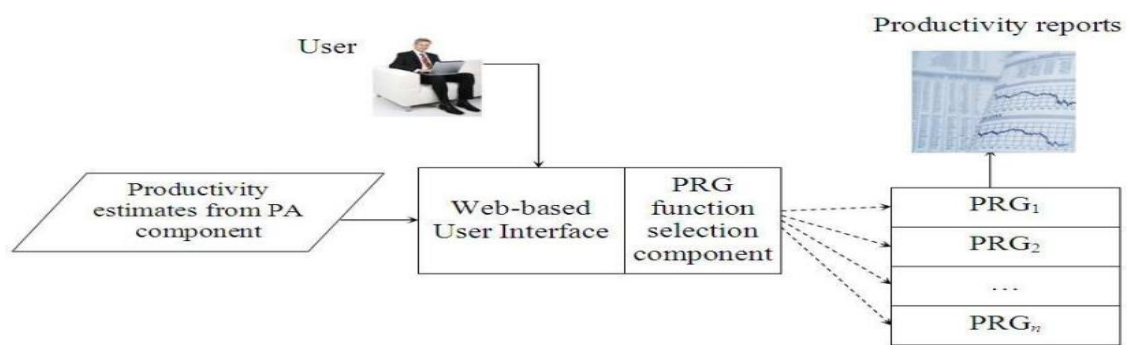 Productivity reports
User
Productivity
estimates from PA
component
Web-based
User Interface
PRG
function
selection
component
PRG1
PRG2
...
PRGn